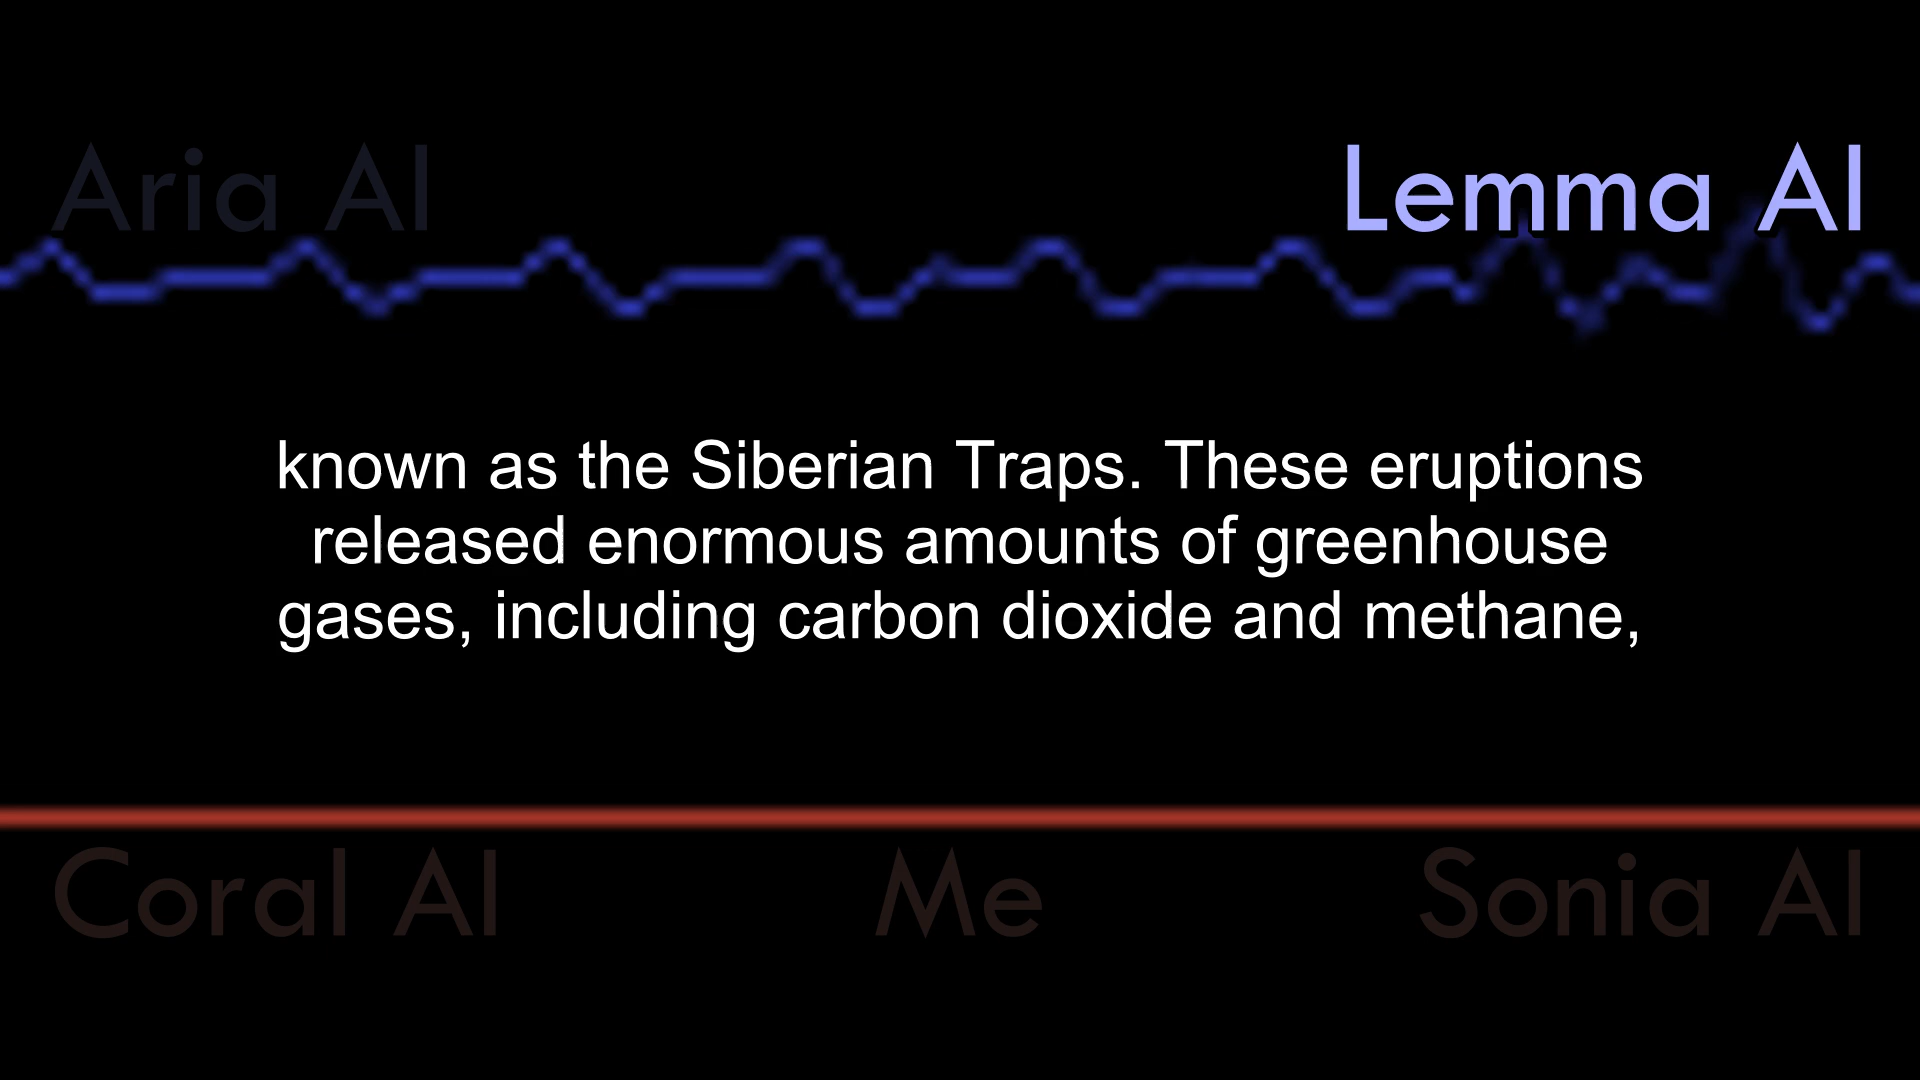 Aria AI
Lemma AI
known as the Siberian Traps. These eruptions
released enormous amounts of greenhouse
gases, including carbon dioxide and methane,
Coral AI
Me
Sonia AI